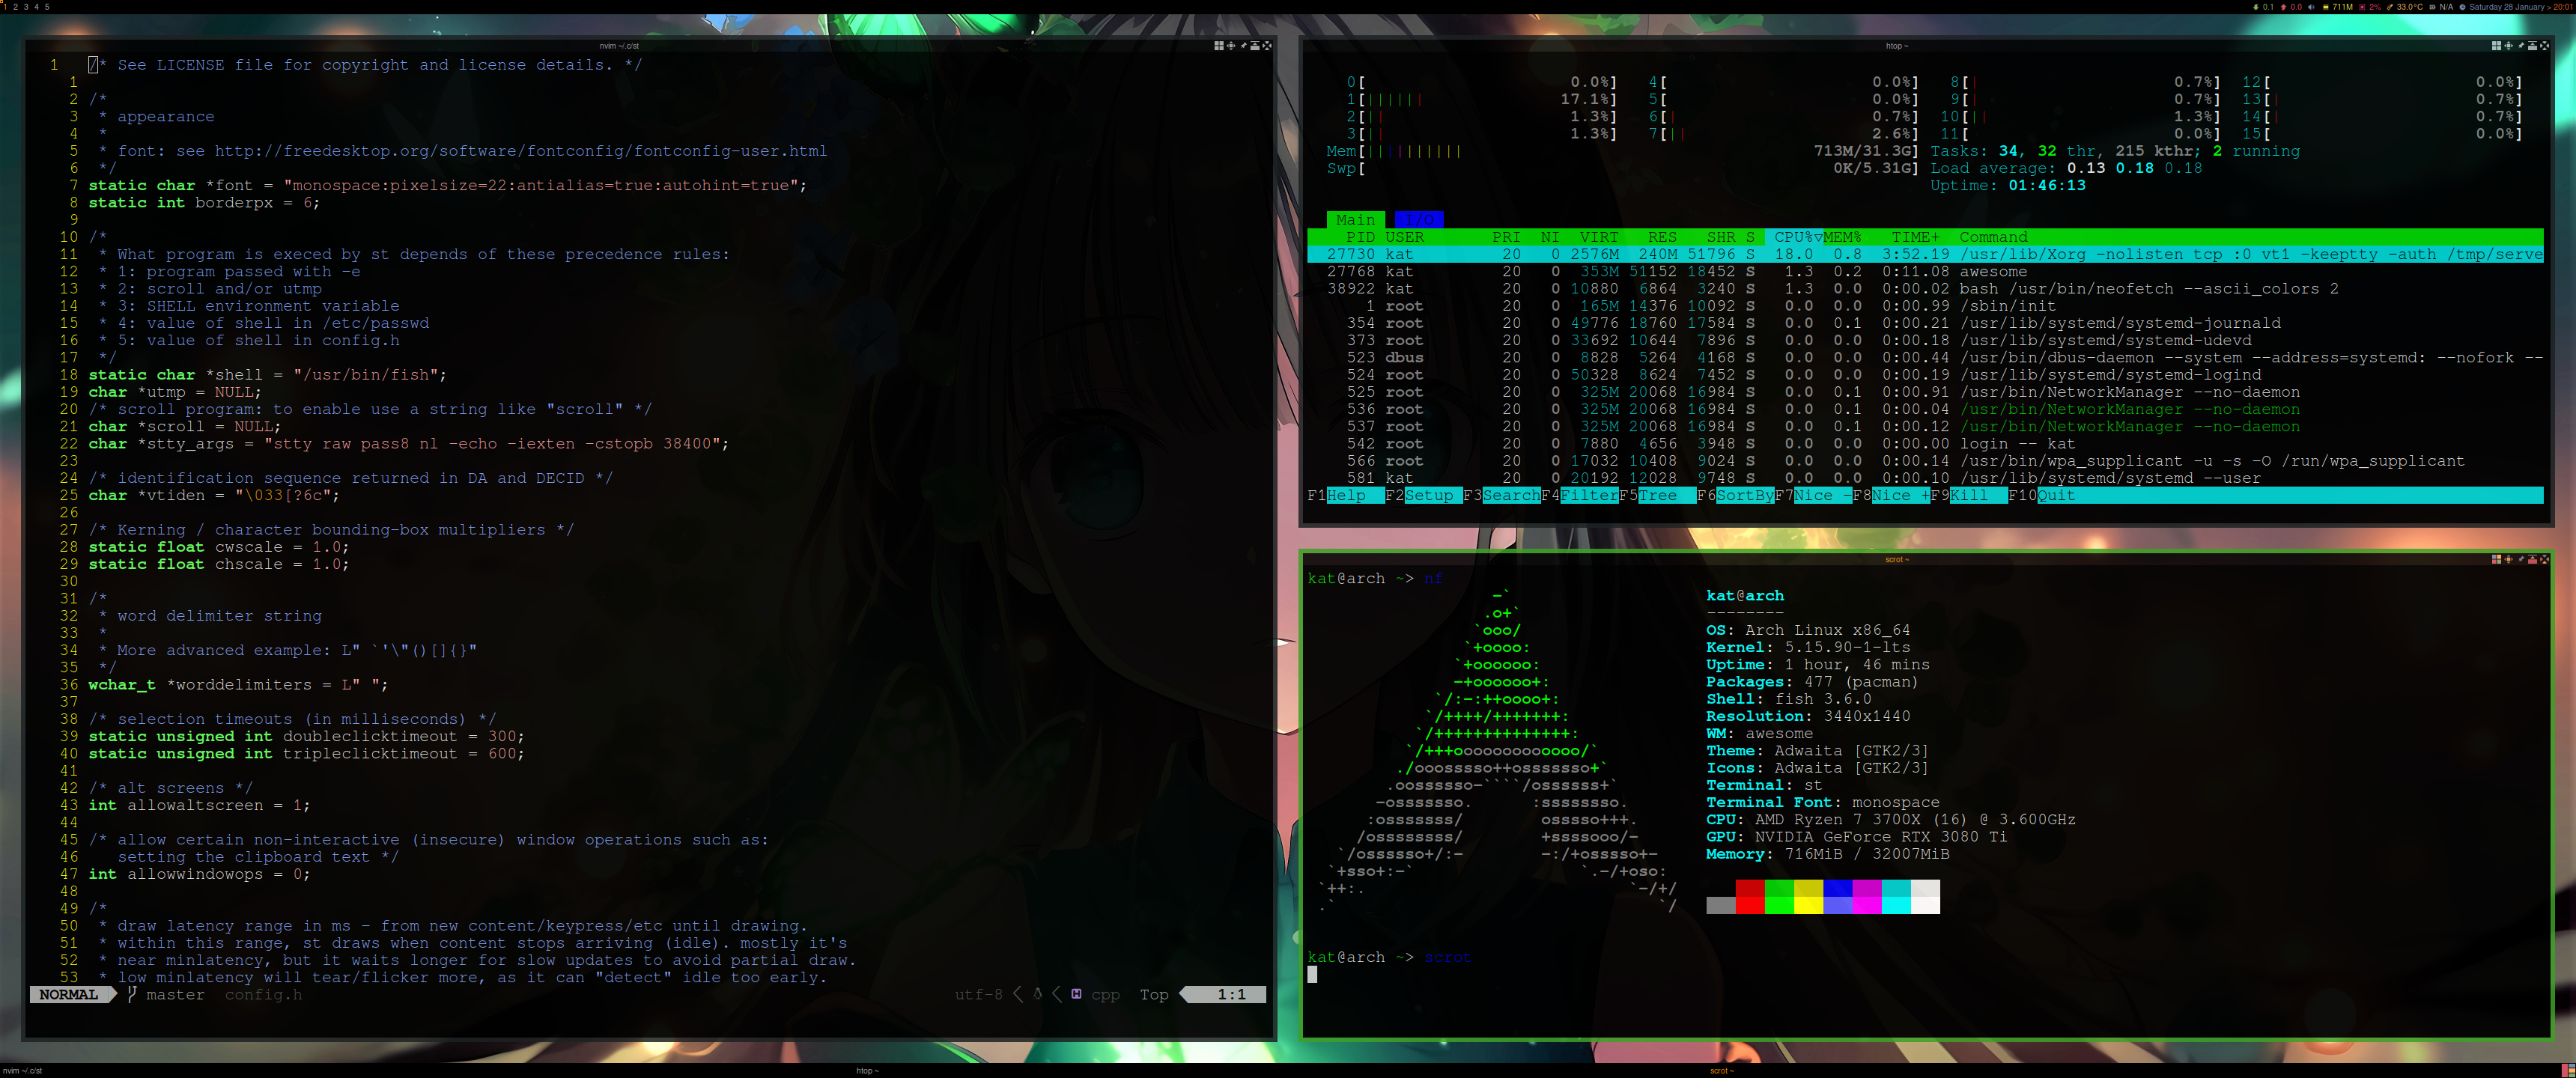 1 2 3 4 5
0.1 0.0 711M 2% 33.0°C N/A Saturday 28 January > 20:01
nvim ~/.c/st
1 /* See LICENSE file for copyright and license details. */
1
2 /*
3 * appearance
4 *
5 * font: see http://freedesktop.org/software/fontconfig/fontconfig-user.html
6 */
7 static char *font = "monospace:pixelsize=22:antialias=true:autohint=true";
8 static int borderpx = 6;
9
10 /*
11 * What program is execed by st depends of these precedence rules:
12 * 1: program passed with -e
13 * 2: scroll and/or utmp
14 * 3: SHELL environment variable
15 * 4: value of shell in /etc/passwd
16 * 5: value of shell in config.h
17 */
18 static char *shell = "/usr/bin/fish";
19 char *utmp = NULL;
20 /* scroll program: to enable use a string like "scroll" */
21 char *scroll = NULL;
22 char *stty_args = "stty raw pass8 nl -echo -iexten -cstopb 38400";
23
24 /* identification sequence returned in DA and DECID */
25 char *vtiden = "\033[?6c";
26
27 /* Kerning / character bounding-box multipliers */
28 static float cwscale = 1.0;
29 static float chscale = 1.0;
30
31 /*
32 * word delimiter string
33 *
34 * More advanced example: L" `'\"()[]{}"
35 */
36 wchar_t *worddelimiters = L" ";
37
38 /* selection timeouts (in milliseconds) */
39 static unsigned int doubleclicktimeout = 300;
40 static unsigned int tripleclicktimeout = 600;
41
42 /* alt screens */
43 int allowaltscreen = 1;
44
45 /* allow certain non-interactive (insecure) window operations such as:
46 setting the clipboard text */
47 int allowwindowops = 0;
48
49 /*
50 * draw latency range in ms - from new content/keypress/etc until drawing.
51 * within this range, st draws when content stops arriving (idle). mostly it's
52 * near minlatency, but it waits longer for slow updates to avoid partial draw.
53 * low minlatency will tear/flicker more, as it can "detect" idle too early.
NORMAL master config.h utf-8 cpp Top 1:1
htop ~
0[ 0.0%] 4[ 0.0%] 8[| 0.7%] 12[ 0.0%]
1[|||||| 17.1%] 5[ 0.0%] 9[| 0.7%] 13[| 0.7%]
2[|| 1.3%] 6[| 0.7%] 10[|| 1.3%] 14[| 0.7%]
3[|| 1.3%] 7[|| 2.6%] 11[ 0.0%] 15[ 0.0%]
Mem[|||||||||| 713M/31.3G] Tasks: 34, 32 thr, 215 kthr; 2 running
Swp[ 0K/5.31G] Load average: 0.13 0.18 0.18
Uptime: 01:46:13
Main I/O
PID USER PRI NI VIRT RES SHR S CPU%▽MEM% TIME+ Command
27730 kat 20 0 2576M 240M 51796 S 18.0 0.8 3:52.19 /usr/lib/Xorg -nolisten tcp :0 vt1 -keeptty -auth /tmp/serve
27768 kat 20 0 353M 51152 18452 S 1.3 0.2 0:11.08 awesome
38922 kat 20 0 10880 6864 3240 S 1.3 0.0 0:00.02 bash /usr/bin/neofetch --ascii_colors 2
1 root 20 0 165M 14376 10092 S 0.0 0.0 0:00.99 /sbin/init
354 root 20 0 49776 18760 17584 S 0.0 0.1 0:00.21 /usr/lib/systemd/systemd-journald
373 root 20 0 33692 10644 7896 S 0.0 0.0 0:00.18 /usr/lib/systemd/systemd-udevd
523 dbus 20 0 8828 5264 4168 S 0.0 0.0 0:00.44 /usr/bin/dbus-daemon --system --address=systemd: --nofork --
524 root 20 0 50328 8624 7452 S 0.0 0.0 0:00.19 /usr/lib/systemd/systemd-logind
525 root 20 0 325M 20068 16984 S 0.0 0.1 0:00.91 /usr/bin/NetworkManager --no-daemon
536 root 20 0 325M 20068 16984 S 0.0 0.1 0:00.04 /usr/bin/NetworkManager --no-daemon
537 root 20 0 325M 20068 16984 S 0.0 0.1 0:00.12 /usr/bin/NetworkManager --no-daemon
542 root 20 0 7880 4656 3948 S 0.0 0.0 0:00.00 login -- kat
566 root 20 0 17032 10408 9024 S 0.0 0.0 0:00.14 /usr/bin/wpa_supplicant -u -s -O /run/wpa_supplicant
581 kat 20 0 20192 12028 9748 S 0.0 0.0 0:00.10 /usr/lib/systemd/systemd --user
F1Help F2Setup F3SearchF4FilterF5Tree F6SortByF7Nice -F8Nice +F9Kill F10Quit
scrot ~
kat@arch ~> nf
kat@arch
--------
OS: Arch Linux x86_64
Kernel: 5.15.90-1-lts
Uptime: 1 hour, 46 mins
Packages: 477 (pacman)
Shell: fish 3.6.0
Resolution: 3440x1440
WM: awesome
Theme: Adwaita [GTK2/3]
Icons: Adwaita [GTK2/3]
Terminal: st
Terminal Font: monospace
CPU: AMD Ryzen 7 3700X (16) @ 3.600GHz
GPU: NVIDIA GeForce RTX 3080 Ti
Memory: 716MiB / 32007MiB
kat@arch ~> scrot
nvim ~/.c/st
htop ~
scrot ~